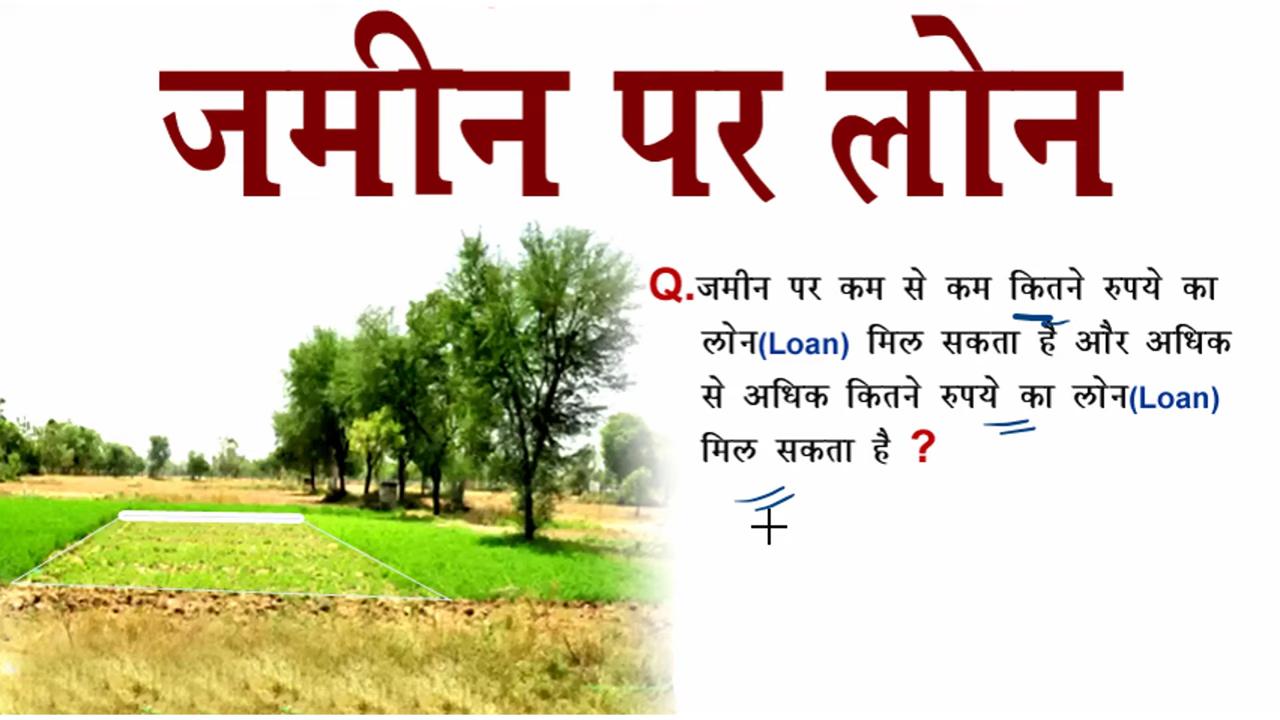 जमीन पर लोन
Q.जमीन पर कम से कम कितने रुपये का
लोन(Loan) मिल सकता है और अधिक
से अधिक कितने रुपये का लोन(Loan)
मिल सकता है ?